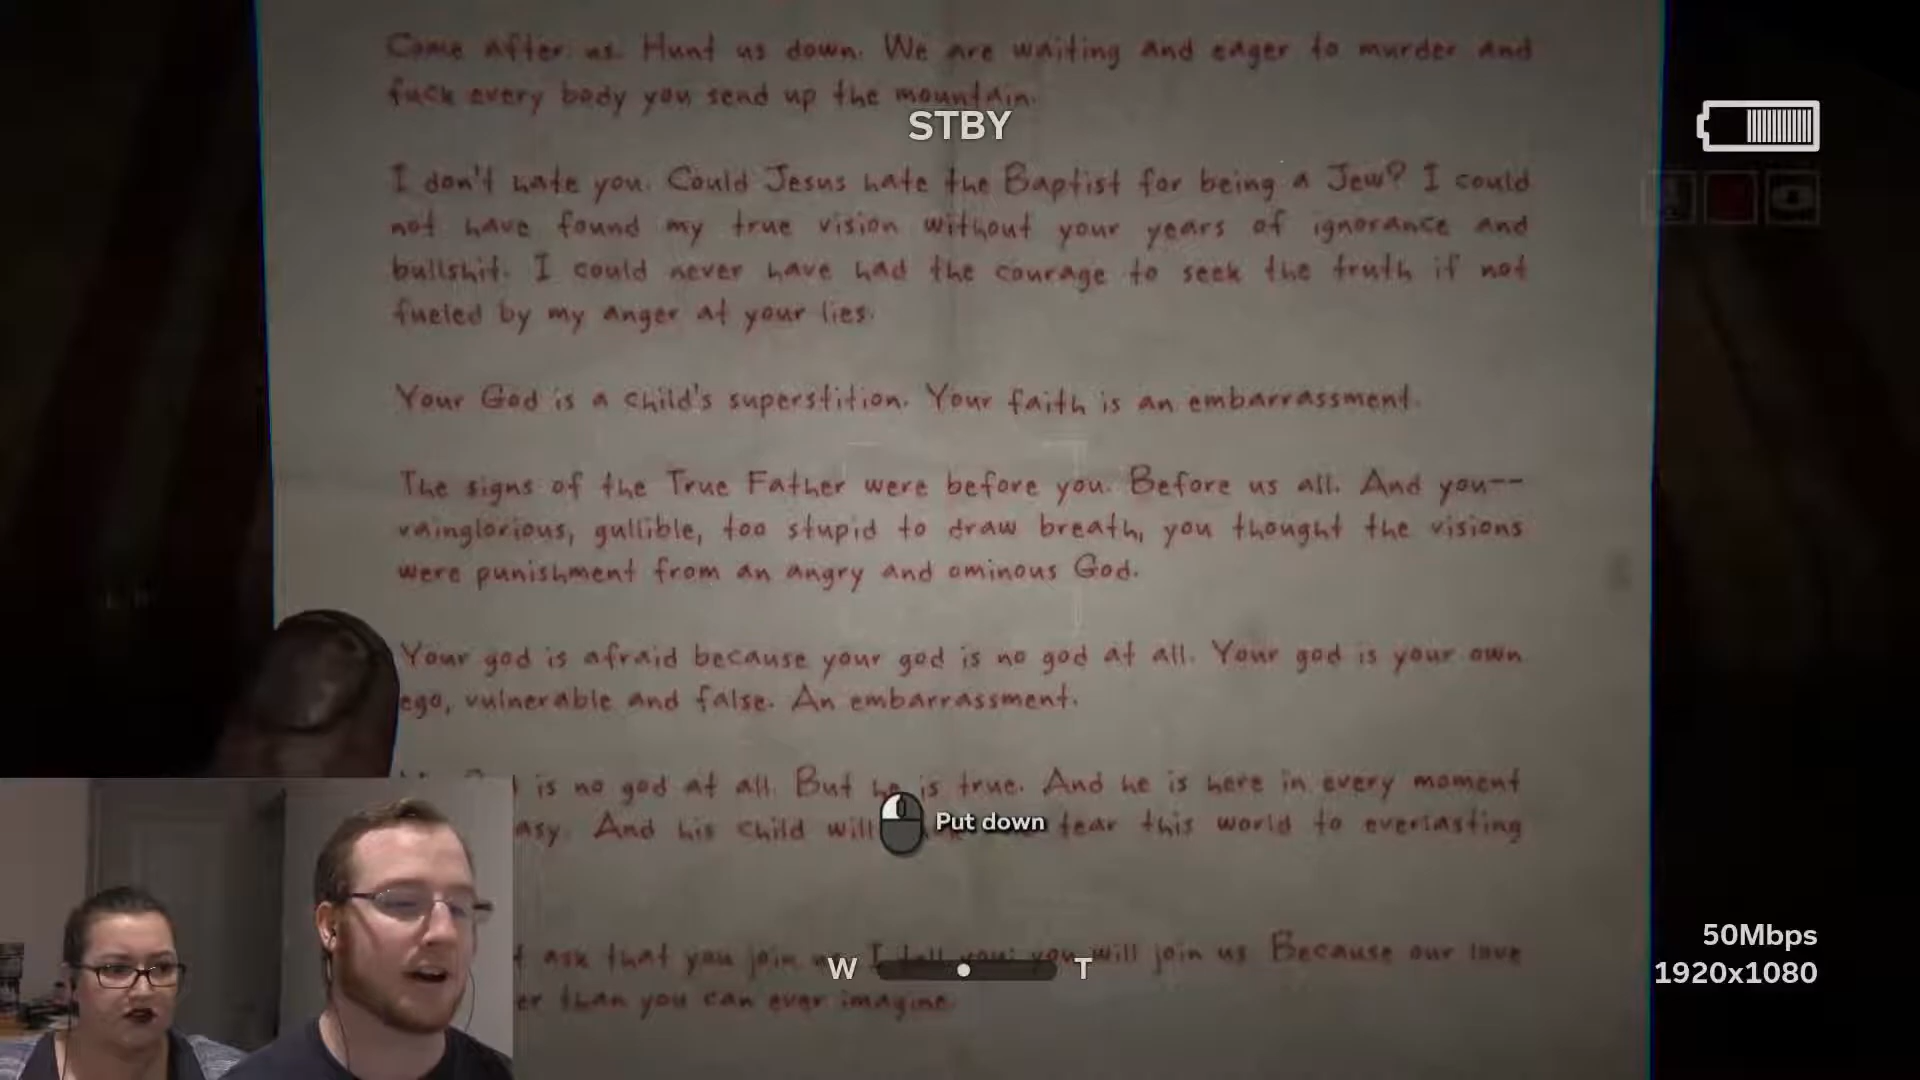 Come after us. Hunt us down. We are waiting and eager to murder and
fuck every body you send up the mountain.
STBY
I don't hate you. Could Jesus hate the Baptist for being a Jew? I could
not have found my true vision without your years of ignorance and
bullshit. I could never have had the courage to seek the truth if not
fueled by my anger at your lies.
Your God is a child's superstition. Your faith is an embarrassment.
The signs of the True Father were before you. Before us all. And you--
vainglorious, gullible, too stupid to draw breath, you thought the visions
were punishment from an angry and ominous God.
Your god is afraid because your god is no god at all. Your god is your own
ego, vulnerable and false. An embarrassment.
is no god at all. But he is true. And he is here in every moment
And his child will tear this world to everlasting
Put down
ask that you join I tell you: you will join us Because our love
than you can ever imagine.
W T
50Mbps
1920x1080